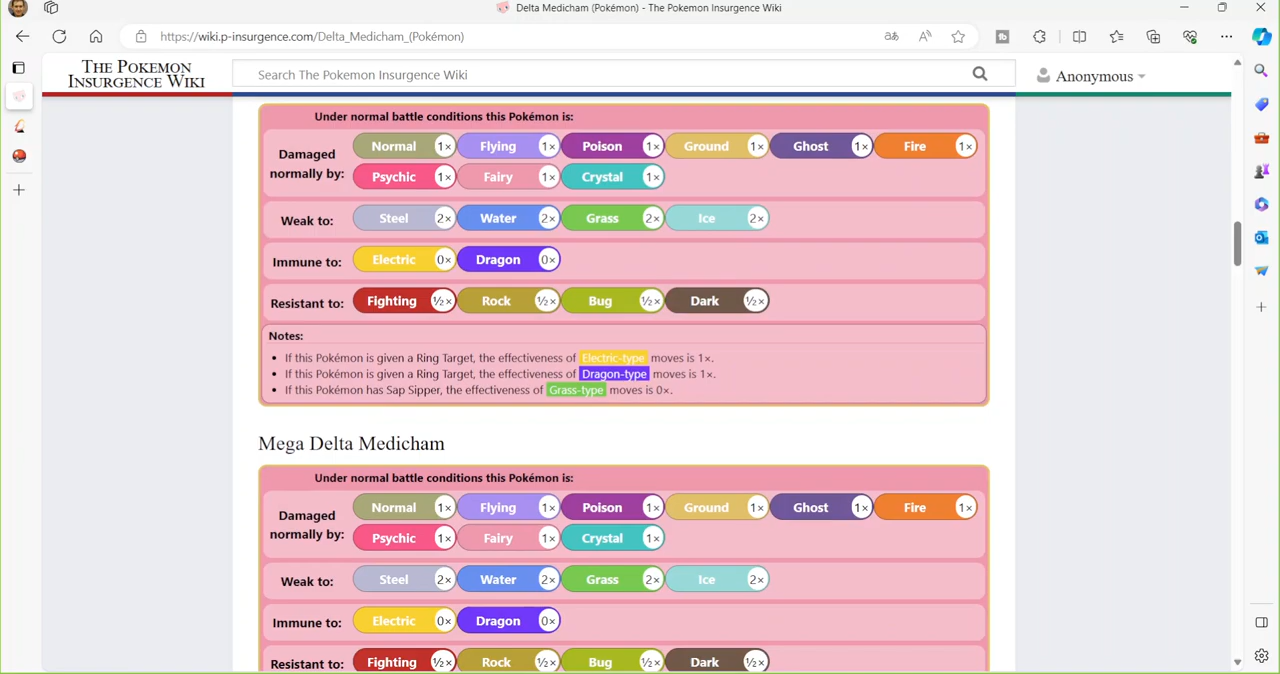 Delta Medicham (Pokémon) - The Pokemon Insurgence Wiki
https://wiki.p-insurgence.com/Delta_Medicham_(Pokémon)
THE POKEMON
INSURGENCE WIKI
Search The Pokemon Insurgence Wiki
Anonymous
Under normal battle conditions this Pokémon is:
Damaged normally by:
Normal 1× Flying 1× Poison 1× Ground 1× Ghost 1× Fire 1×
Psychic 1× Fairy 1× Crystal 1×
Weak to: Steel 2× Water 2× Grass 2× Ice 2×
Immune to: Electric 0× Dragon 0×
Resistant to: Fighting ½× Rock ½× Bug ½× Dark ½×
Notes:
• If this Pokémon is given a Ring Target, the effectiveness of Electric-type moves is 1×.
• If this Pokémon is given a Ring Target, the effectiveness of Dragon-type moves is 1×.
• If this Pokémon has Sap Sipper, the effectiveness of Grass-type moves is 0×.
Mega Delta Medicham
Under normal battle conditions this Pokémon is:
Damaged normally by:
Normal 1× Flying 1× Poison 1× Ground 1× Ghost 1× Fire 1×
Psychic 1× Fairy 1× Crystal 1×
Weak to: Steel 2× Water 2× Grass 2× Ice 2×
Immune to: Electric 0× Dragon 0×
Resistant to: Fighting ½× Rock ½× Bug ½× Dark ½×